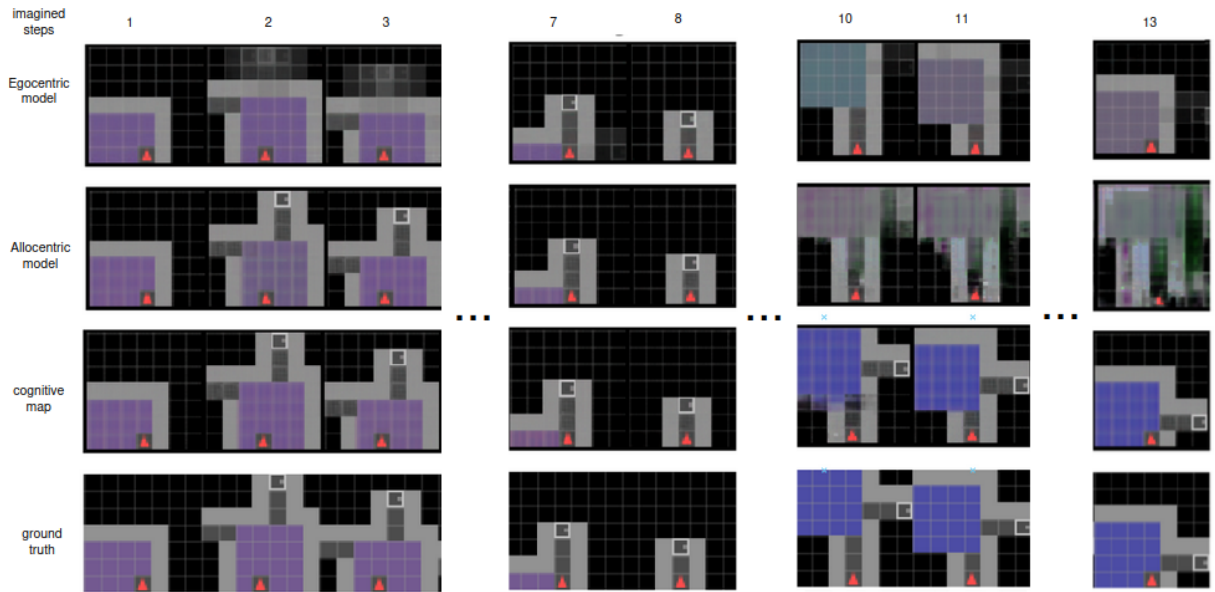 imagined
steps
1
2
3
7
8
10
11
13
Egocentric
model
Allocentric
model
...
...
...
cognitive
map
ground
truth